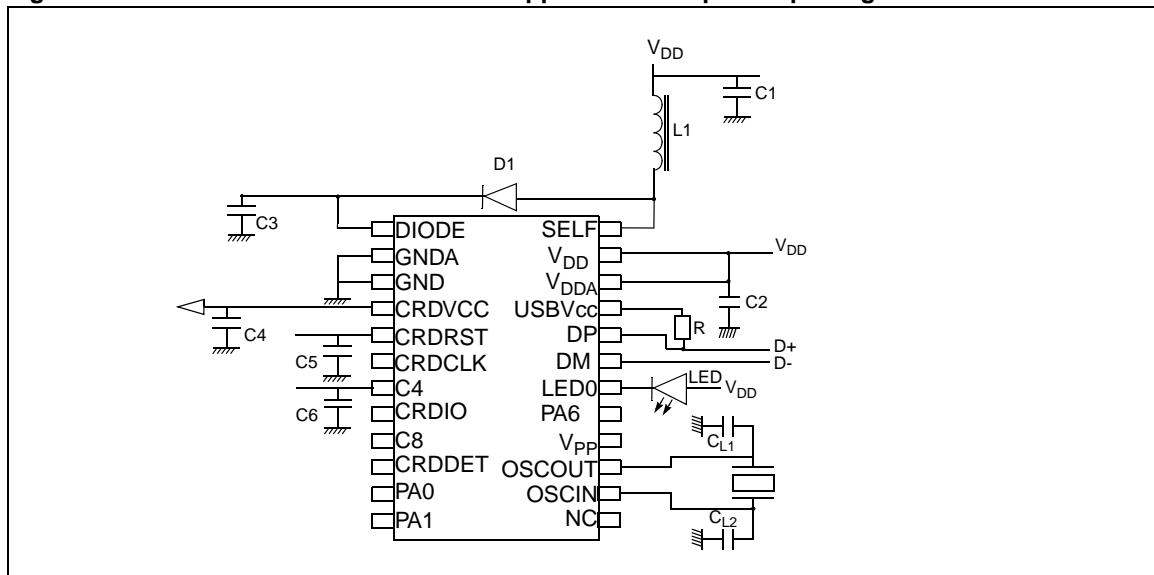 V_DD
C1
L1
D1
C3
DIODE
SELF
GNDA
V_DD
V_DD
GND
V_DDA
C2
CRDVCC
USBVcc
C4
R
CRDRST
DP
D+
C5
CRDCLK
DM
D-
C4
LED0
LED
V_DD
C6
CRDIO
PA6
C8
V_PP
C_L1
CRDDET
OSCOUT
PA0
OSCIN
PA1
NC
C_L2